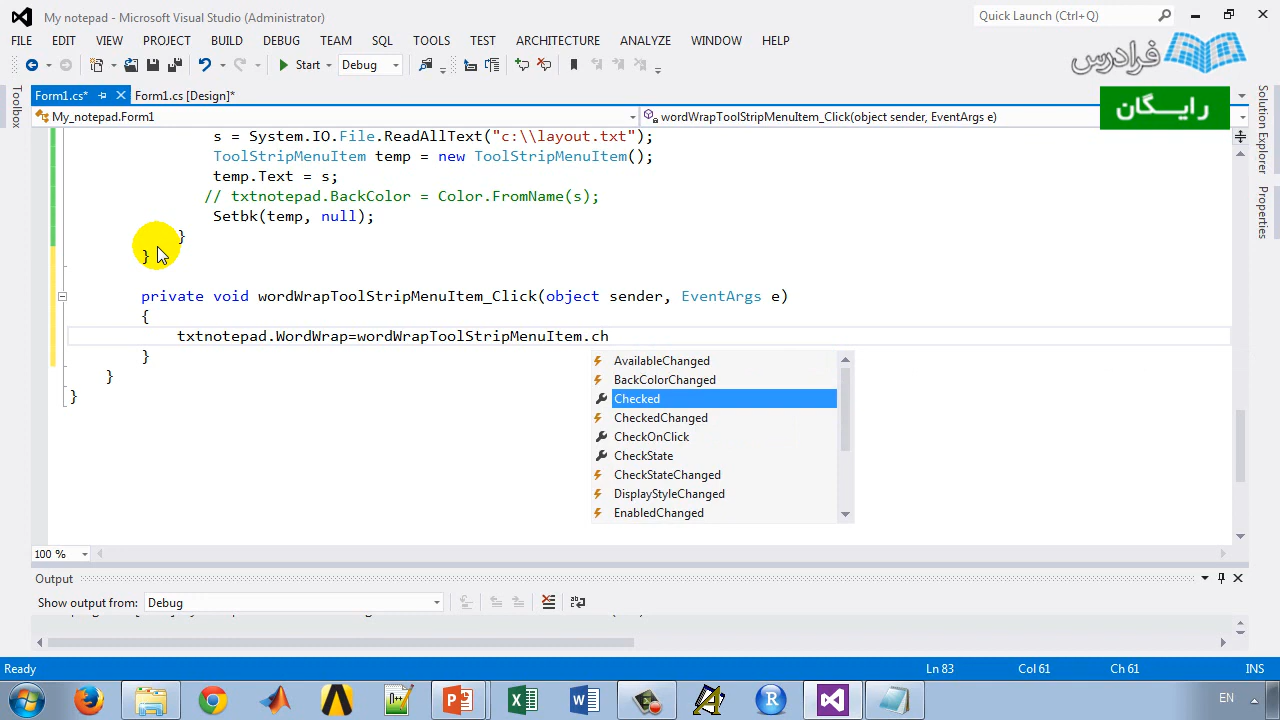 My notepad - Microsoft Visual Studio (Administrator)
Quick Launch (Ctrl+Q)
FILE EDIT VIEW PROJECT BUILD DEBUG TEAM SQL TOOLS TEST ARCHITECTURE ANALYZE WINDOW HELP
فرادرس
Start Debug
رایگان
Toolbox
Form1.cs* Form1.cs [Design]*
My_notepad.Form1
wordWrapToolStripMenuItem_Click(object sender, EventArgs e)
Solution Explorer
Properties
s = System.IO.File.ReadAllText("c:\\layout.txt");
ToolStripMenuItem temp = new ToolStripMenuItem();
temp.Text = s;
// txtnotepad.BackColor = Color.FromName(s);
Setbk(temp, null);
}
}
private void wordWrapToolStripMenuItem_Click(object sender, EventArgs e)
{
txtnotepad.WordWrap=wordWrapToolStripMenuItem.ch
}
}
}
AvailableChanged
BackColorChanged
Checked
CheckedChanged
CheckOnClick
CheckState
CheckStateChanged
DisplayStyleChanged
EnabledChanged
100 %
Output
Show output from: Debug
Ready
Ln 83 Col 61 Ch 61 INS
EN